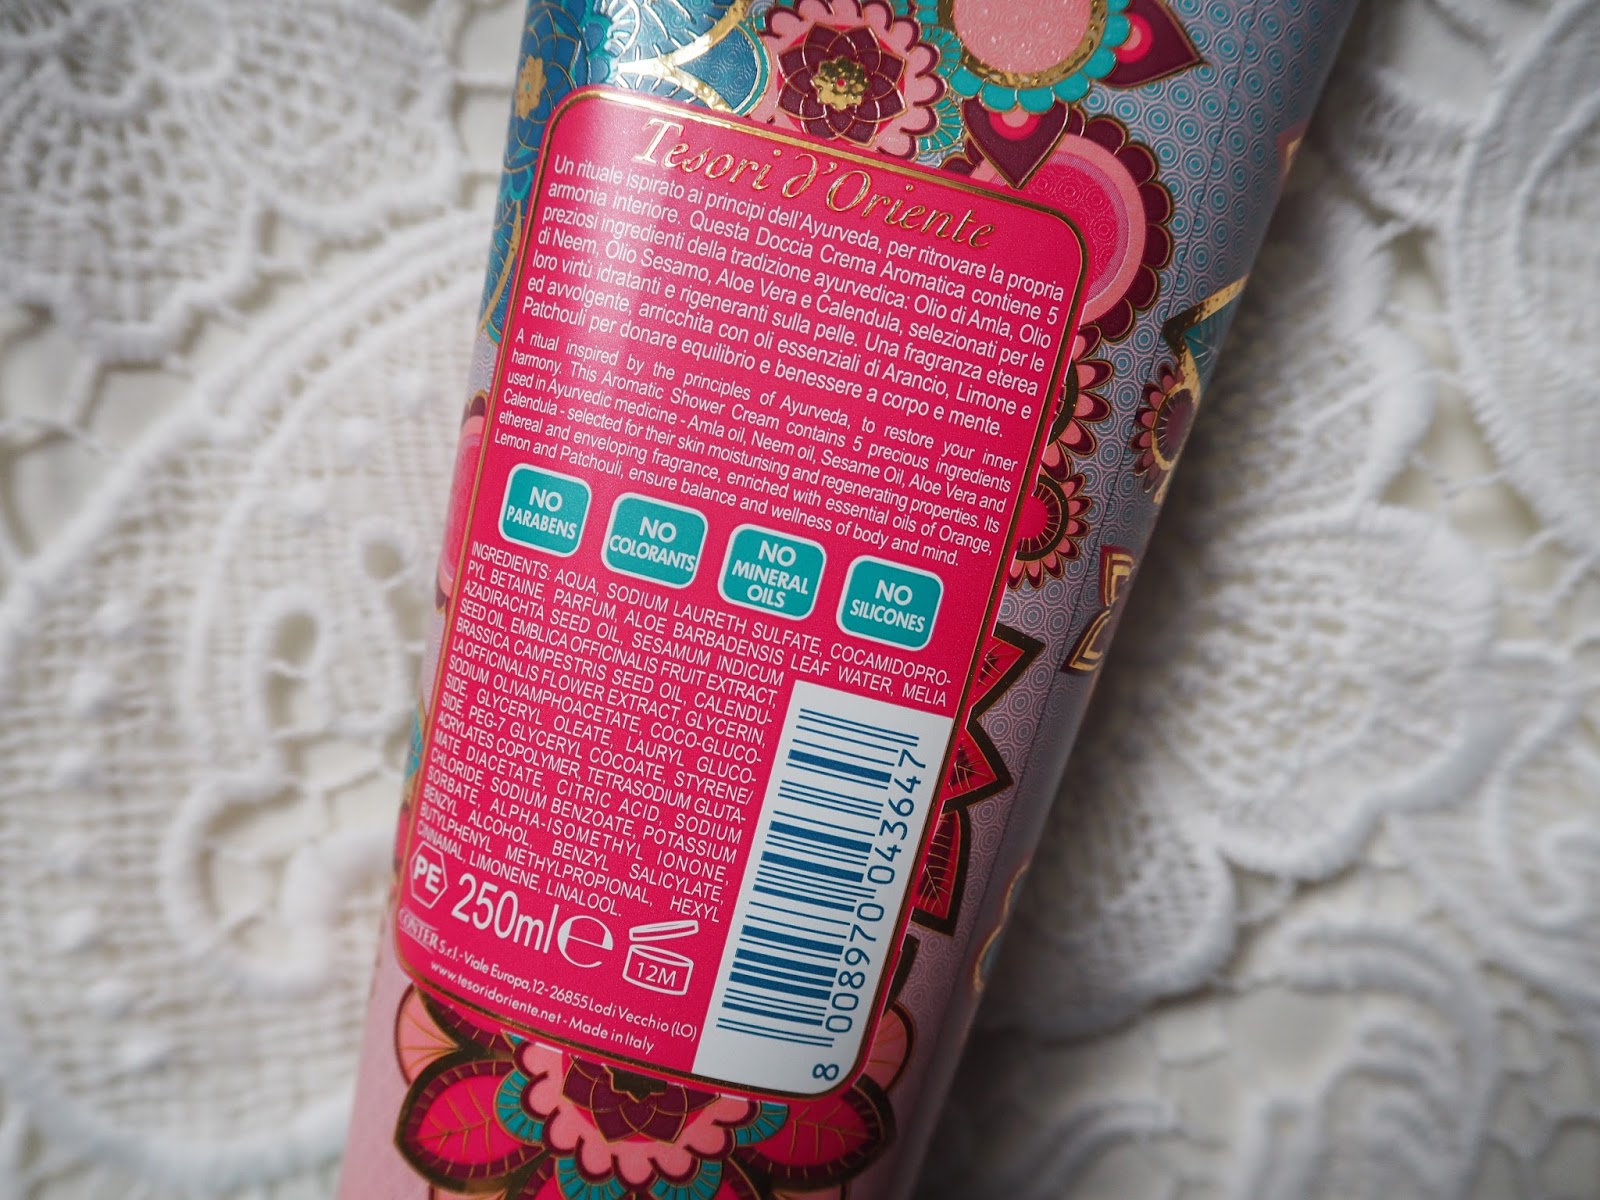 Tesori d'Oriente
Un rituale ispirato ai principi dell'Ayurveda, per ritrovare la propria
armonia interiore. Questa Doccia Crema Aromatica contiene 5
preziosi ingredienti della tradizione ayurvedica: Olio di Amla, Olio
di Neem, Olio Sesamo, Aloe Vera e Calendula, selezionati per le
loro virtù idratanti e rigeneranti sulla pelle. Una fragranza eterea
ed avvolgente, arricchita con oli essenziali di Arancio, Limone e
Patchouli per donare equilibrio e benessere a corpo e mente.
A ritual inspired by the principles of Ayurveda, to restore your inner
harmony. This Aromatic Shower Cream contains 5 precious ingredients
used in Ayurvedic medicine - Amla oil, Neem oil, Sesame Oil, Aloe Vera and
Calendula - selected for their skin moisturising and regenerating properties. Its
ethereal and enveloping fragrance, enriched with essential oils of Orange,
Lemon and Patchouli, ensure balance and wellness of body and mind.
NO
PARABENS
NO
COLORANTS
NO
MINERAL
OILS
NO
SILICONES
INGREDIENTS: AQUA, SODIUM LAURETH SULFATE, COCAMIDOPRO-
PYL BETAINE, PARFUM, ALOE BARBADENSIS LEAF WATER, MELIA
AZADIRACHTA SEED OIL, SESAMUM INDICUM
SEED OIL, EMBLICA OFFICINALIS FRUIT EXTRACT
BRASSICA CAMPESTRIS SEED OIL, CALENDU-
LA OFFICINALIS FLOWER EXTRACT, GLYCERIN,
SODIUM OLIVAMPHOACETATE, COCO-GLUCO-
SIDE GLYCERYL OLEATE, LAURYL GLUCO-
SIDE, PEG-7 GLYCERYL COCOATE, STYRENE/
ACRYLATES COPOLYMER, TETRASODIUM GLUTA-
MATE DIACETATE, CITRIC ACID, SODIUM
CHLORIDE, SODIUM BENZOATE, POTASSIUM
SORBATE, ALPHA-ISOMETHYL IONONE,
BENZYL ALCOHOL, BENZYL SALICYLATE,
BUTYLPHENYL METHYLPROPIONAL, HEXYL
CINNAMAL, LIMONENE, LINALOOL.
PE 250ml e 12M
CONTER S.r.l. - Viale Europa, 12 - 26855 Lodi Vecchio (LO)
www.tesoridoriente.net - Made in Italy
8 008970 043647